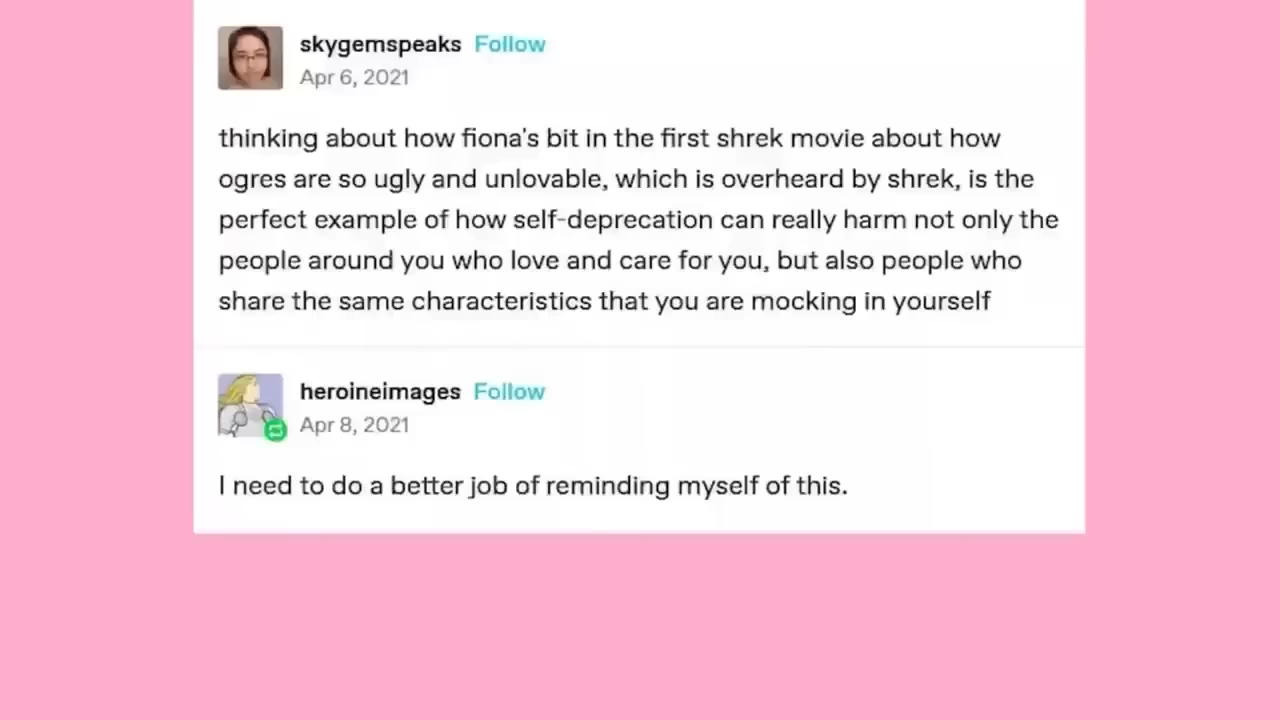 skygemspeaks Follow
Apr 6, 2021
thinking about how fiona's bit in the first shrek movie about how
ogres are so ugly and unlovable, which is overheard by shrek, is the
perfect example of how self-deprecation can really harm not only the
people around you who love and care for you, but also people who
share the same characteristics that you are mocking in yourself
heroineimages Follow
Apr 8, 2021
I need to do a better job of reminding myself of this.